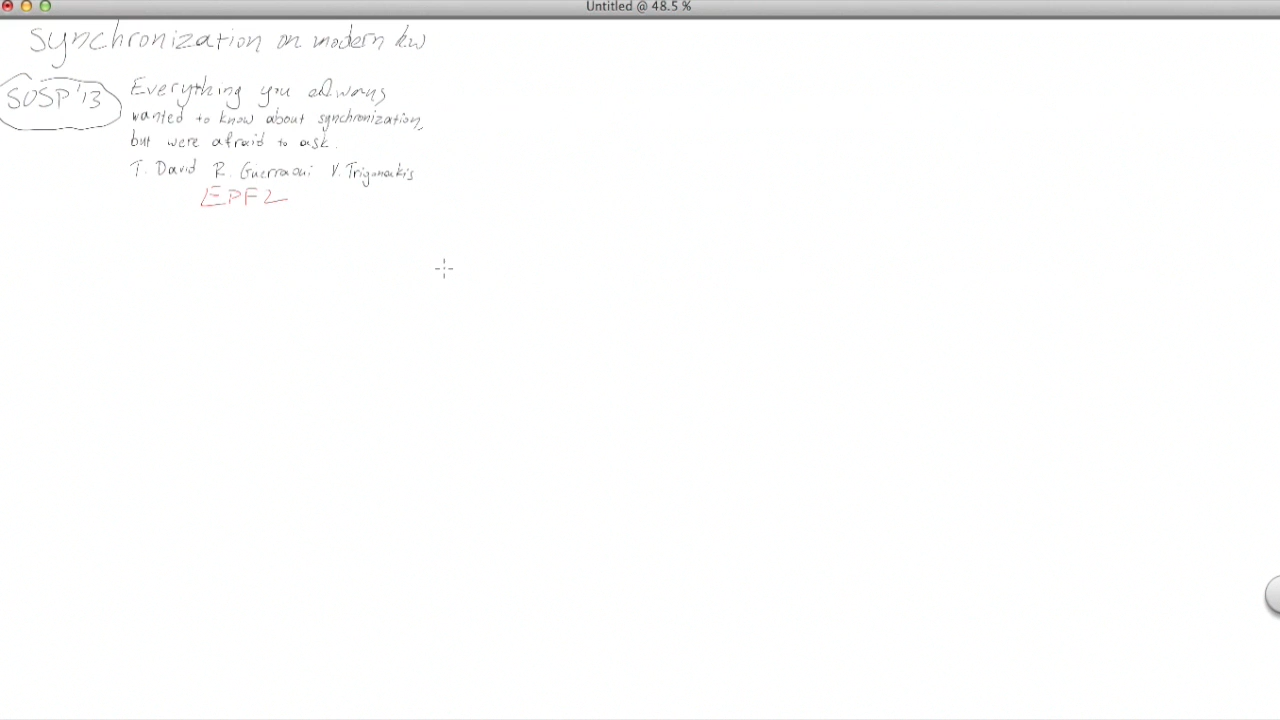 Untitled @ 48.5 %
Synchronization on modern hw
SOSP'13
Everything you always
wanted to know about synchronization,
but were afraid to ask.
T. David R. Guerraoui V. Trigonakis
EPFL